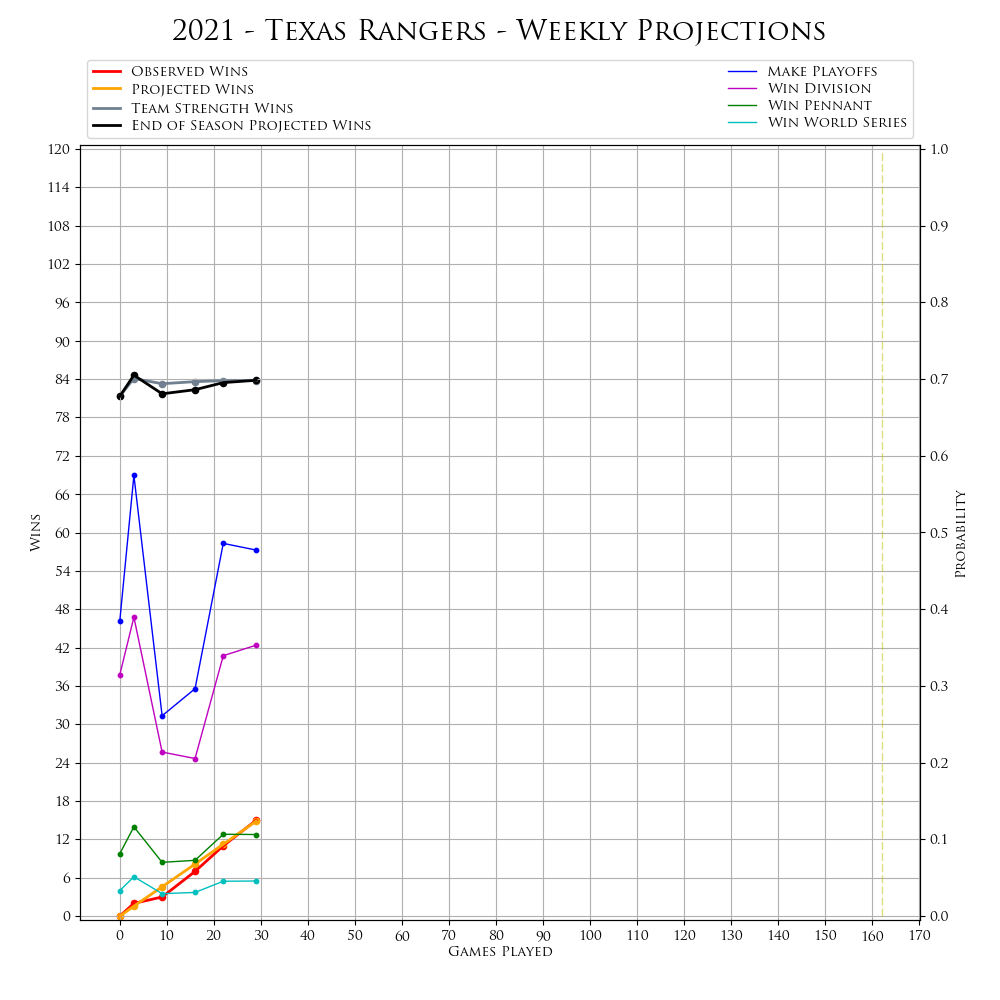 2021 - Texas Rangers - Weekly Projections
Observed Wins
Projected Wins
Team Strength Wins
End of Season Projected Wins
Make Playoffs
Win Division
Win Pennant
Win World Series
120
114
108
102
96
90
84
78
72
66
60
54
48
42
36
30
24
18
12
6
0
Wins
1.0
0.9
0.8
0.7
0.6
0.5
0.4
0.3
0.2
0.1
0.0
Probability
0 10 20 30 40 50 60 70 80 90 100 110 120 130 140 150 160 170
Games Played